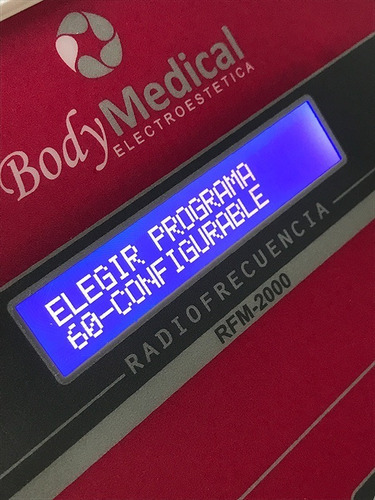 BodyMedical
ELECTROESTETICA
ELEGIR PROGRAMA
60-CONFIGURABLE
RADIOFRECUENCIA
RFM-2000